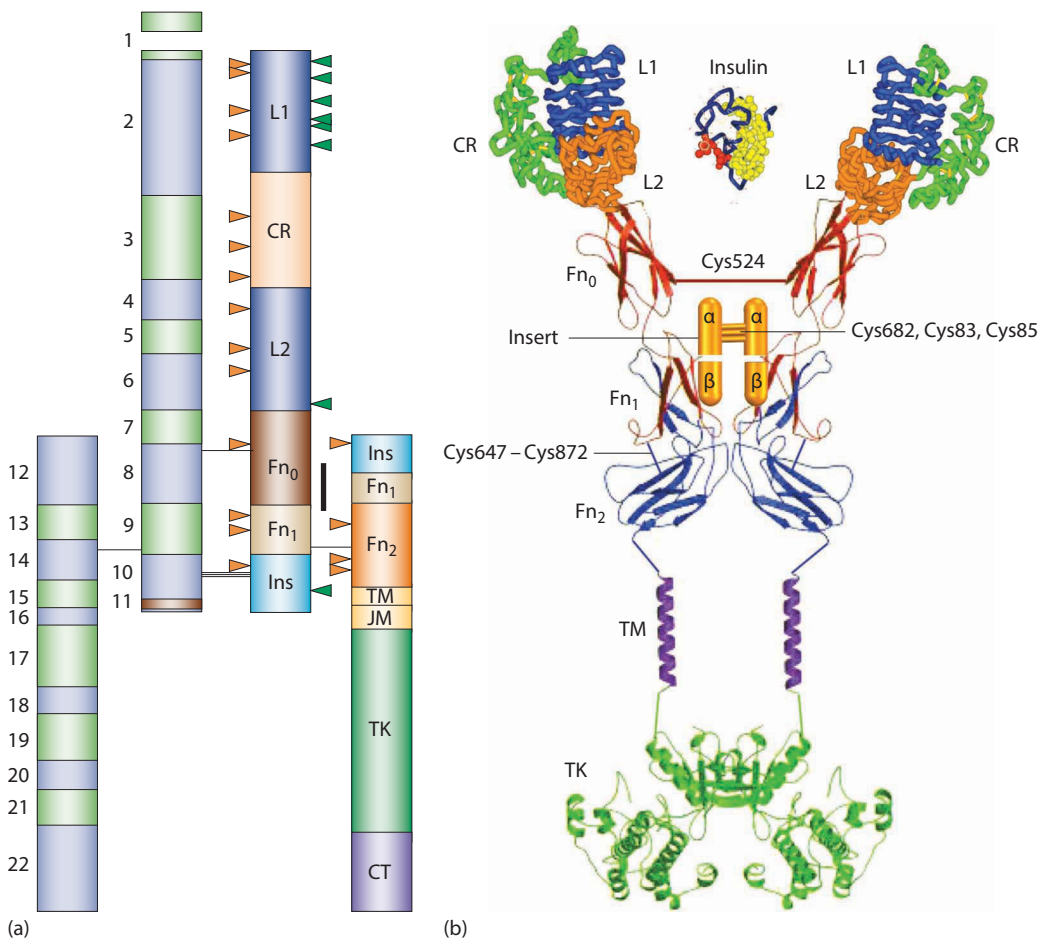 1
2
3
4
5
6
7
8
9
10
11
12
13
14
15
16
17
18
19
20
21
22
L1
CR
L2
Fn0
Fn1
Ins
Ins
Fn1
Fn2
TM
JM
TK
CT
(a)
L1
Insulin
L1
CR
CR
L2
L2
Cys524
Fn0
α
α
Insert
Cys682, Cys83, Cys85
β
β
Fn1
Cys647 – Cys872
Fn2
TM
TK
(b)